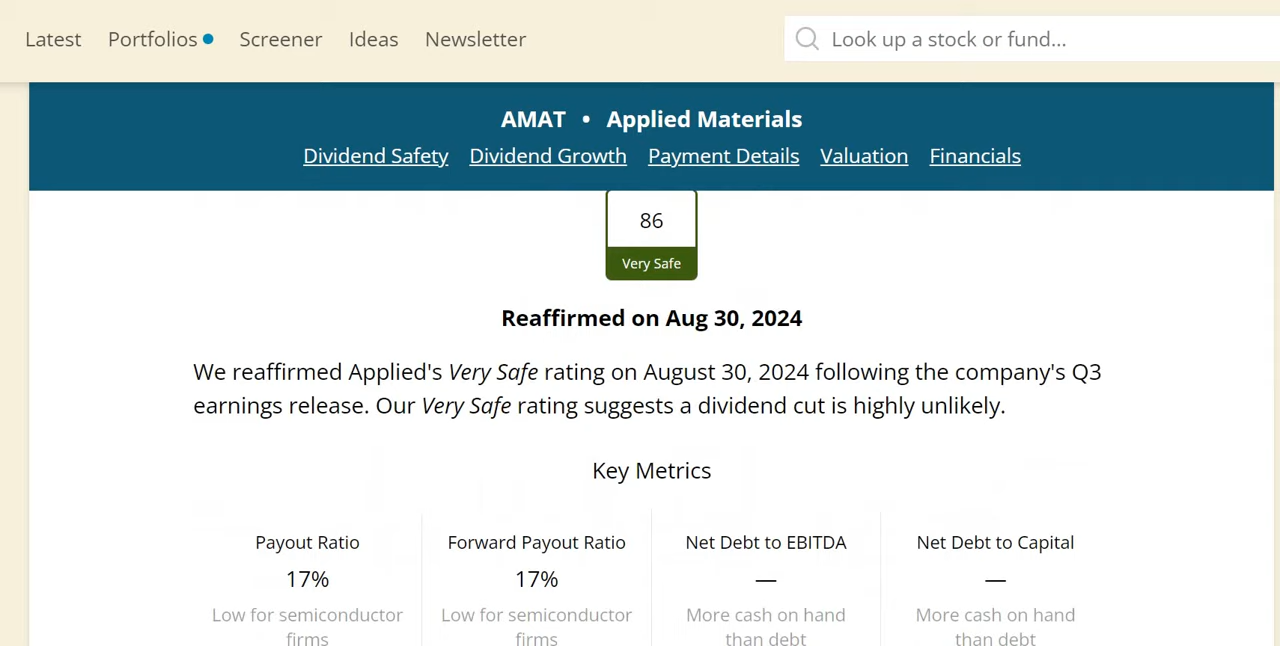 Latest Portfolios Screener Ideas Newsletter Look up a stock or fund...
AMAT • Applied Materials
Dividend Safety Dividend Growth Payment Details Valuation Financials
86
Very Safe
Reaffirmed on Aug 30, 2024
We reaffirmed Applied's Very Safe rating on August 30, 2024 following the company's Q3
earnings release. Our Very Safe rating suggests a dividend cut is highly unlikely.
Key Metrics
Payout Ratio Forward Payout Ratio Net Debt to EBITDA Net Debt to Capital
17% 17% — —
Low for semiconductor Low for semiconductor More cash on hand More cash on hand
firms firms than debt than debt